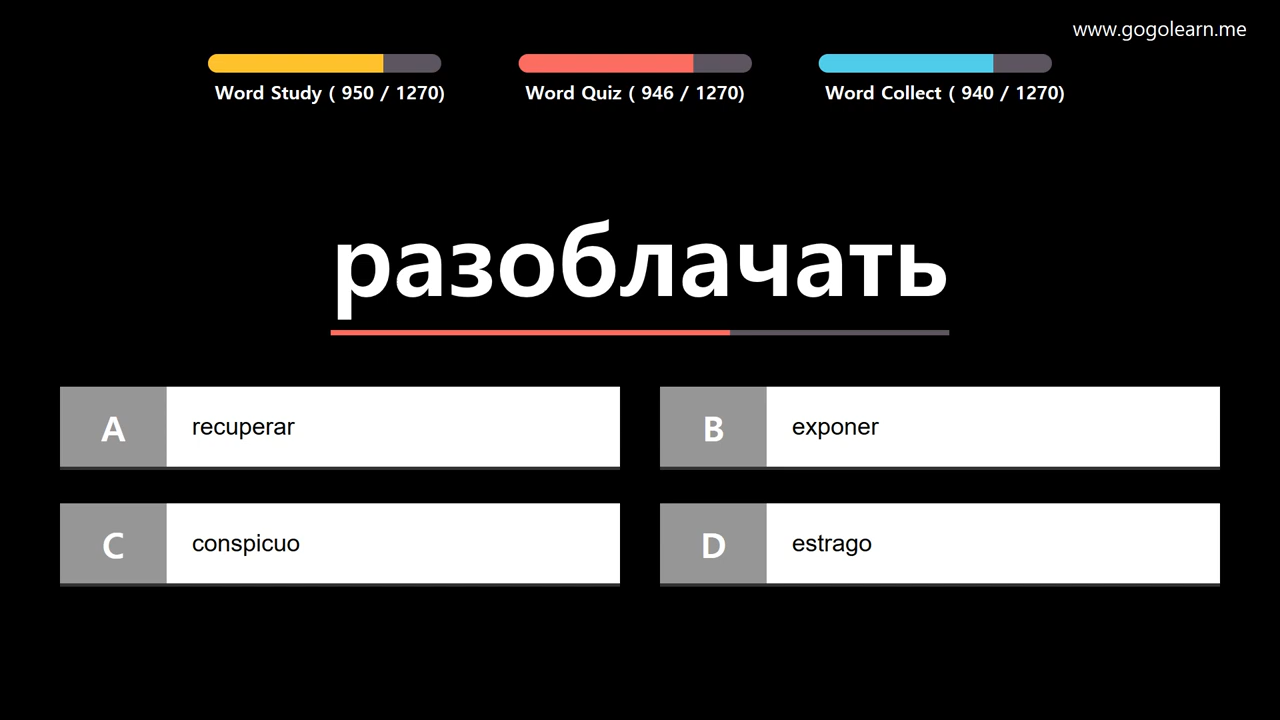 www.gogolearn.me
Word Study ( 950 / 1270)
Word Quiz ( 946 / 1270)
Word Collect ( 940 / 1270)
разоблачать
A
recuperar
B
exponer
C
conspicuo
D
estrago